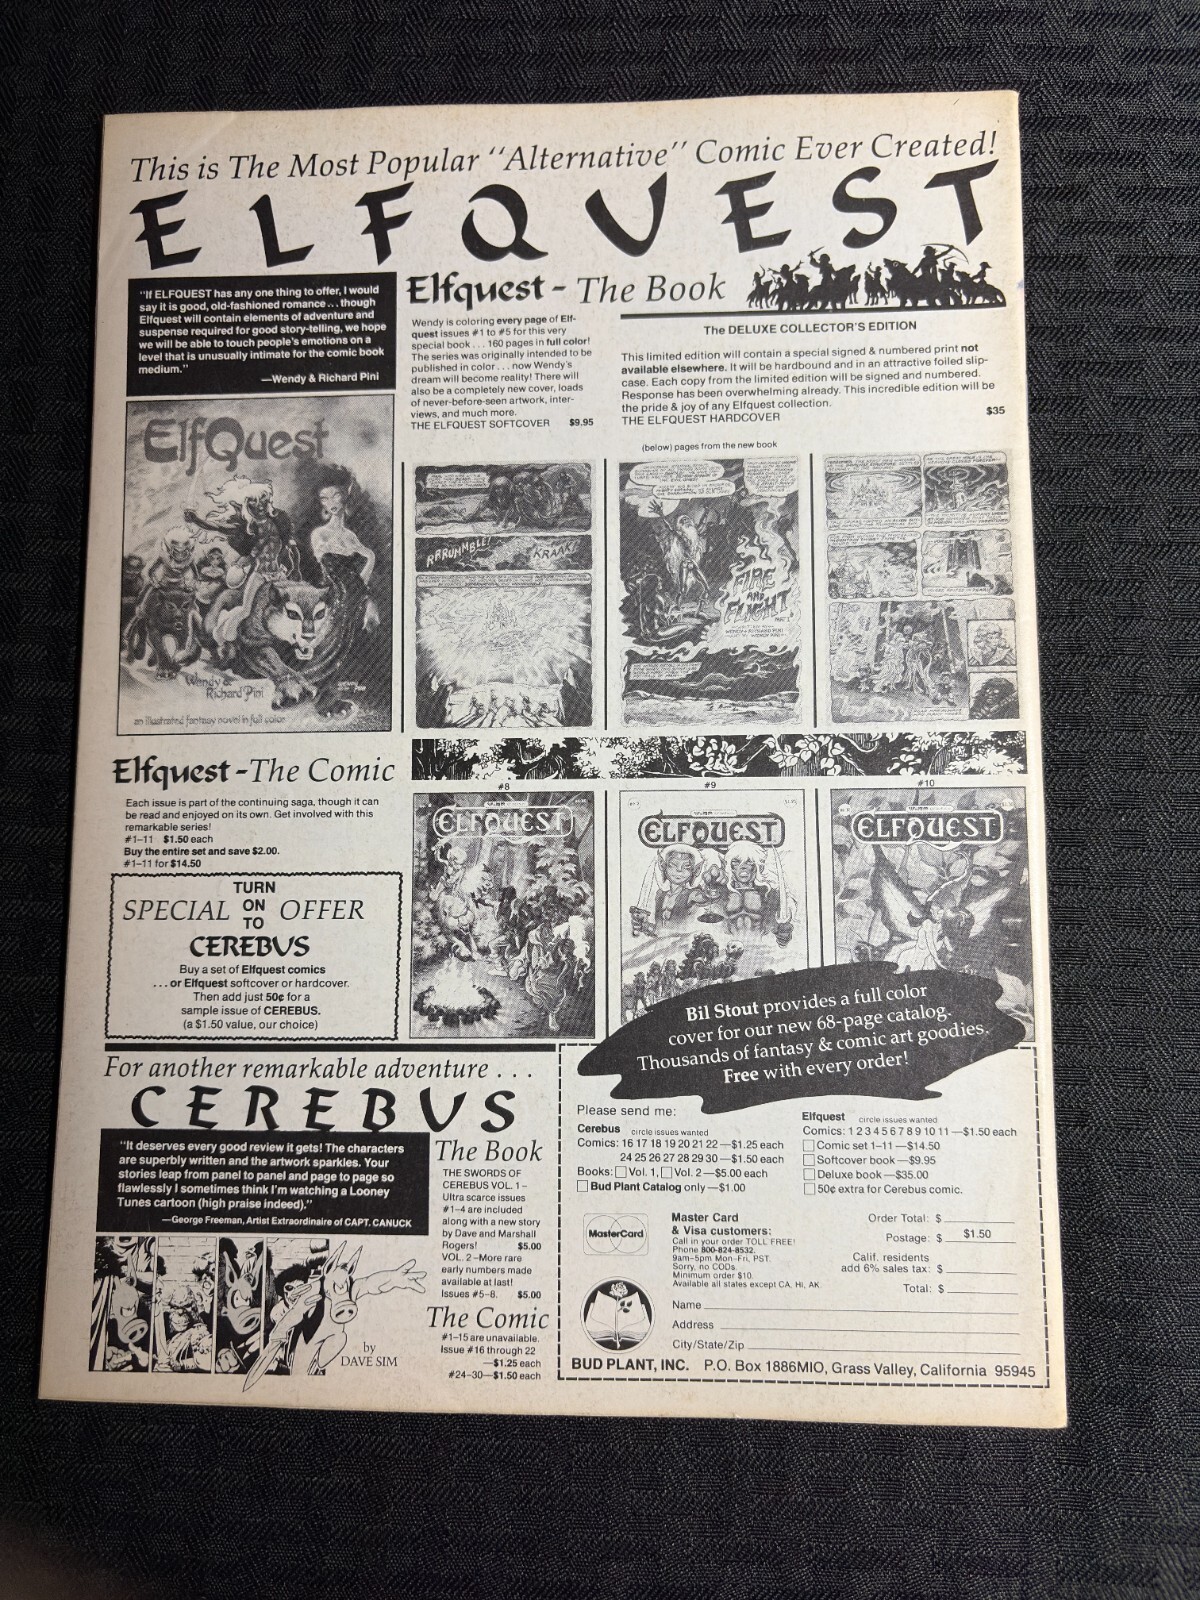 This is The Most Popular "Alternative" Comic Ever Created!
ELFQUEST
"If ELFQUEST has any one thing to offer, I would
say it is good, old-fashioned romance... though
Elfquest will contain elements of adventure and
suspense required for good story-telling, we hope
we will be able to touch people's emotions on a
level that is unusually intimate for the comic book
medium."
—Wendy & Richard Pini
ElfQuest
Wendy &
Richard Pini
an illustrated fantasy novel in full color
Elfquest - The Book
Wendy is coloring every page of Elf-
quest issues #1 to #5 for this very
special book... 160 pages in full color!
The series was originally intended to be
published in color... now Wendy's
dream will become reality! There will
also be a completely new cover, loads
of never-before-seen artwork, inter-
views, and much more.
THE ELFQUEST SOFTCOVER $9.95
The DELUXE COLLECTOR'S EDITION
This limited edition will contain a special signed & numbered print not
available elsewhere. It will be hardbound and in an attractive foiled slip-
case. Each copy from the limited edition will be signed and numbered.
Response has been overwhelming already. This incredible edition will be
the pride & joy of any Elfquest collection.
THE ELFQUEST HARDCOVER $35
(below) pages from the new book
RRRUMMBLE!
KRAAK!
FIRE
AND
FLIGHT
Elfquest - The Comic
Each issue is part of the continuing saga, though it can
be read and enjoyed on its own. Get involved with this
remarkable series!
#1–11 $1.50 each
Buy the entire set and save $2.00.
#1–11 for $14.50
#8
#9
#10
ELFQUEST
ELFQUEST
ELFQUEST
TURN
SPECIAL ON OFFER
TO
CEREBUS
Buy a set of Elfquest comics
...or Elfquest softcover or hardcover.
Then add just 50¢ for a
sample issue of CEREBUS.
(a $1.50 value, our choice)
Bil Stout provides a full color
cover for our new 68-page catalog.
Thousands of fantasy & comic art goodies.
Free with every order!
For another remarkable adventure . . .
CEREBUS
"It deserves every good review it gets! The characters
are superbly written and the artwork sparkles. Your
stories leap from panel to panel and page to page so
flawlessly I sometimes think I'm watching a Looney
Tunes cartoon (high praise indeed)."
—George Freeman, Artist Extraordinaire of CAPT. CANUCK
by
DAVE SIM
The Book
THE SWORDS OF
CEREBUS VOL. 1–
Ultra scarce issues
#1–4 are included
along with a new story
by Dave and Marshall
Rogers! $5.00
VOL. 2–More rare
early numbers made
available at last!
Issues #5–8. $5.00
The Comic
#1–15 are unavailable.
Issue #16 through 22
—$1.25 each
#24–30—$1.50 each
Please send me:
Cerebus circle issues wanted
Comics: 16 17 18 19 20 21 22 —$1.25 each
24 25 26 27 28 29 30 —$1.50 each
Books: Vol. 1, Vol. 2 —$5.00 each
Bud Plant Catalog only —$1.00
Elfquest circle issues wanted
Comics: 1 2 3 4 5 6 7 8 9 10 11 —$1.50 each
Comic set 1–11 —$14.50
Softcover book —$9.95
Deluxe book —$35.00
50¢ extra for Cerebus comic.
MasterCard
Master Card
& Visa customers:
Call in your order TOLL FREE!
Phone 800-824-8532.
9am–5pm Mon–Fri, PST.
Sorry, no CODs.
Minimum order $10.
Available all states except CA, HI, AK.
Order Total: $
Postage: $ $1.50
Calif. residents
add 6% sales tax: $
Total: $
Name
Address
City/State/Zip
BUD PLANT, INC. P.O. Box 1886MIO, Grass Valley, California 95945